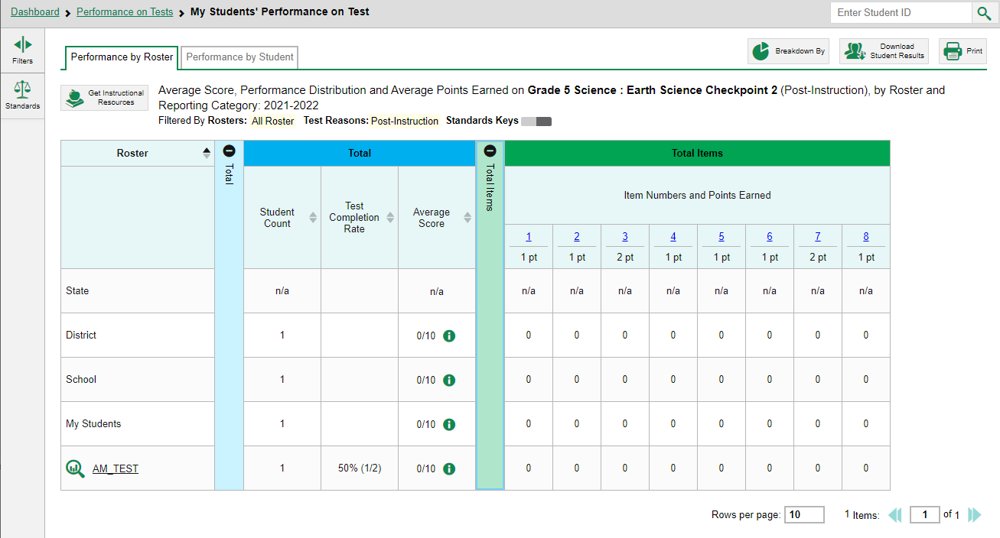 Dashboard > Performance on Tests > My Students' Performance on Test
Enter Student ID
Filters
Standards
Performance by Roster
Performance by Student
Breakdown By
Download
Student Results
Print
Get Instructional
Resources
Average Score, Performance Distribution and Average Points Earned on Grade 5 Science : Earth Science Checkpoint 2 (Post-Instruction), by Roster and
Reporting Category: 2021-2022
Filtered By Rosters: All Roster Test Reasons: Post-Instruction Standards Keys
Roster
Total
Total
Total Items
Total Items
Student
Count
Test
Completion
Rate
Average
Score
Item Numbers and Points Earned
1 2 3 4 5 6 7 8
1 pt 1 pt 2 pt 1 pt 1 pt 1 pt 2 pt 1 pt
State n/a n/a n/a n/a n/a n/a n/a n/a n/a n/a
District 1 0/10 0 0 0 0 0 0 0 0
School 1 0/10 0 0 0 0 0 0 0 0
My Students 1 0/10 0 0 0 0 0 0 0 0
AM_TEST 1 50% (1/2) 0/10 0 0 0 0 0 0 0 0
Rows per page: 10 1 Items: 1 of 1